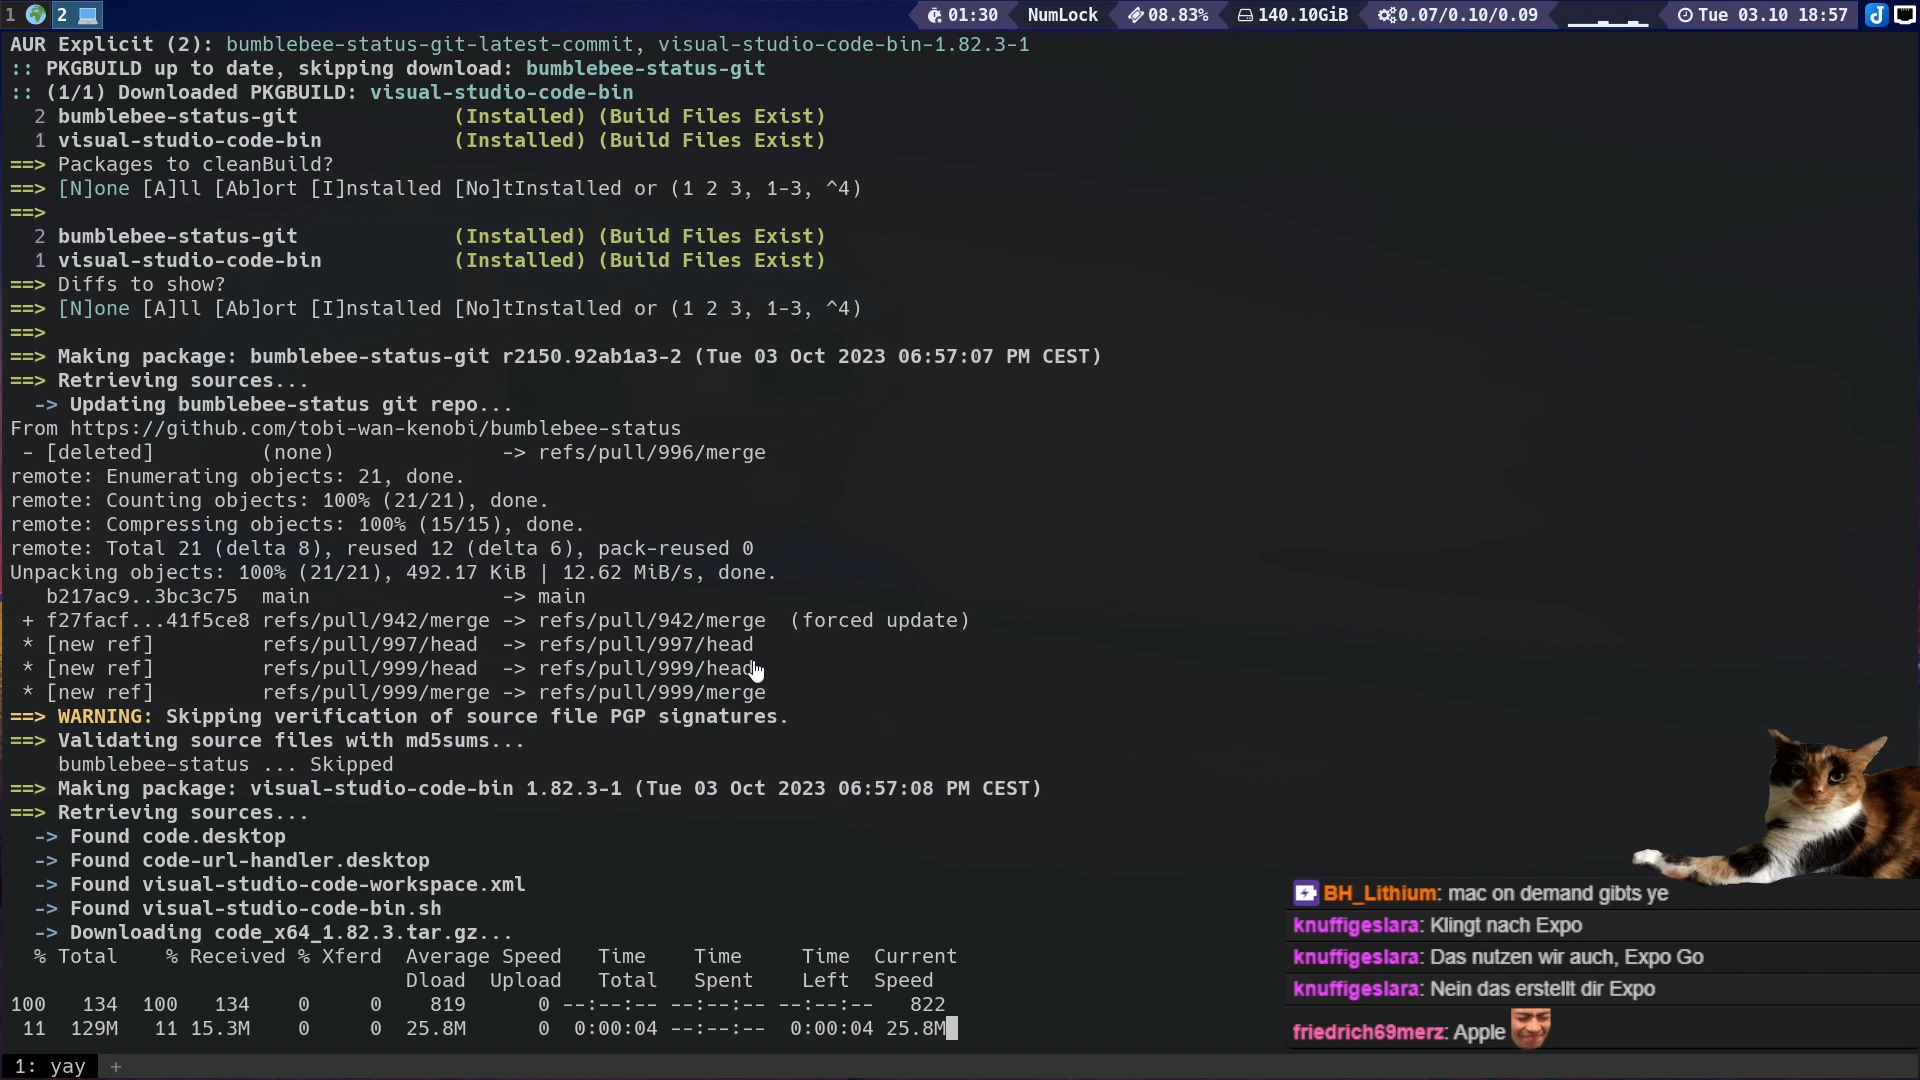 1 2 01:30 NumLock 08.83% 140.10GiB 0.07/0.10/0.09 Tue 03.10 18:57
AUR Explicit (2): bumblebee-status-git-latest-commit, visual-studio-code-bin-1.82.3-1
:: PKGBUILD up to date, skipping download: bumblebee-status-git
:: (1/1) Downloaded PKGBUILD: visual-studio-code-bin
2 bumblebee-status-git (Installed) (Build Files Exist)
1 visual-studio-code-bin (Installed) (Build Files Exist)
==> Packages to cleanBuild?
==> [N]one [A]ll [Ab]ort [I]nstalled [No]tInstalled or (1 2 3, 1-3, ^4)
==>
2 bumblebee-status-git (Installed) (Build Files Exist)
1 visual-studio-code-bin (Installed) (Build Files Exist)
==> Diffs to show?
==> [N]one [A]ll [Ab]ort [I]nstalled [No]tInstalled or (1 2 3, 1-3, ^4)
==>
==> Making package: bumblebee-status-git r2150.92ab1a3-2 (Tue 03 Oct 2023 06:57:07 PM CEST)
==> Retrieving sources...
-> Updating bumblebee-status git repo...
From https://github.com/tobi-wan-kenobi/bumblebee-status
- [deleted] (none) -> refs/pull/996/merge
remote: Enumerating objects: 21, done.
remote: Counting objects: 100% (21/21), done.
remote: Compressing objects: 100% (15/15), done.
remote: Total 21 (delta 8), reused 12 (delta 6), pack-reused 0
Unpacking objects: 100% (21/21), 492.17 KiB | 12.62 MiB/s, done.
b217ac9..3bc3c75 main -> main
+ f27facf...41f5ce8 refs/pull/942/merge -> refs/pull/942/merge (forced update)
* [new ref] refs/pull/997/head -> refs/pull/997/head
* [new ref] refs/pull/999/head -> refs/pull/999/head
* [new ref] refs/pull/999/merge -> refs/pull/999/merge
==> WARNING: Skipping verification of source file PGP signatures.
==> Validating source files with md5sums...
bumblebee-status ... Skipped
==> Making package: visual-studio-code-bin 1.82.3-1 (Tue 03 Oct 2023 06:57:08 PM CEST)
==> Retrieving sources...
-> Found code.desktop
-> Found code-url-handler.desktop
-> Found visual-studio-code-workspace.xml
-> Found visual-studio-code-bin.sh
-> Downloading code_x64_1.82.3.tar.gz...
% Total % Received % Xferd Average Speed Time Time Time Current
Dload Upload Total Spent Left Speed
100 134 100 134 0 0 819 0 --:--:-- --:--:-- --:--:-- 822
11 129M 11 15.3M 0 0 25.8M 0 0:00:04 --:--:-- 0:00:04 25.8M
BH_Lithium: mac on demand gibts ye
knuffigeslara: Klingt nach Expo
knuffigeslara: Das nutzen wir auch, Expo Go
knuffigeslara: Nein das erstellt dir Expo
friedrich69merz: Apple
1: yay +